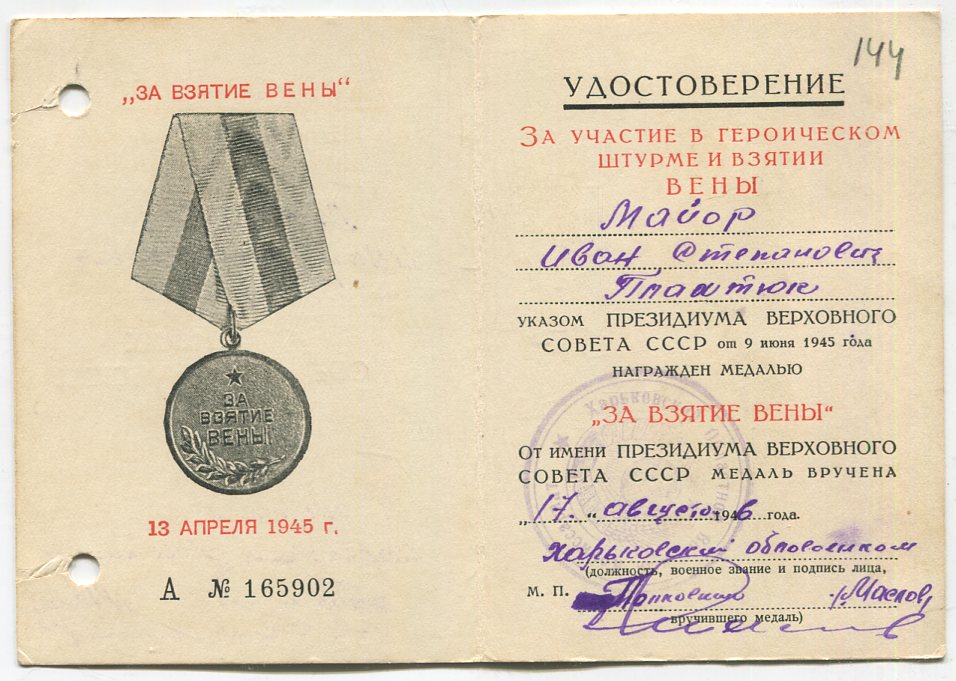 „ЗА ВЗЯТИЕ ВЕНЫ“
ЗА
ВЗЯТИЕ
ВЕНЫ
13 АПРЕЛЯ 1945 г.
А № 165902
144
УДОСТОВЕРЕНИЕ
ЗА УЧАСТИЕ В ГЕРОИЧЕСКОМ
ШТУРМЕ И ВЗЯТИИ
ВЕНЫ
Майор
Иван Степанович
УКАЗОМ ПРЕЗИДИУМА ВЕРХОВНОГО
СОВЕТА СССР от 9 июня 1945 года
НАГРАЖДЕН МЕДАЛЬЮ
„ЗА ВЗЯТИЕ ВЕНЫ“
ОТ ИМЕНИ ПРЕЗИДИУМА ВЕРХОВНОГО
СОВЕТА СССР МЕДАЛЬ ВРУЧЕНА
„17.“ августа 1946 года.
Харьковский облвоенком
(должность, военное звание и подпись лица,
М. П.
Маслов,
вручившего медаль)